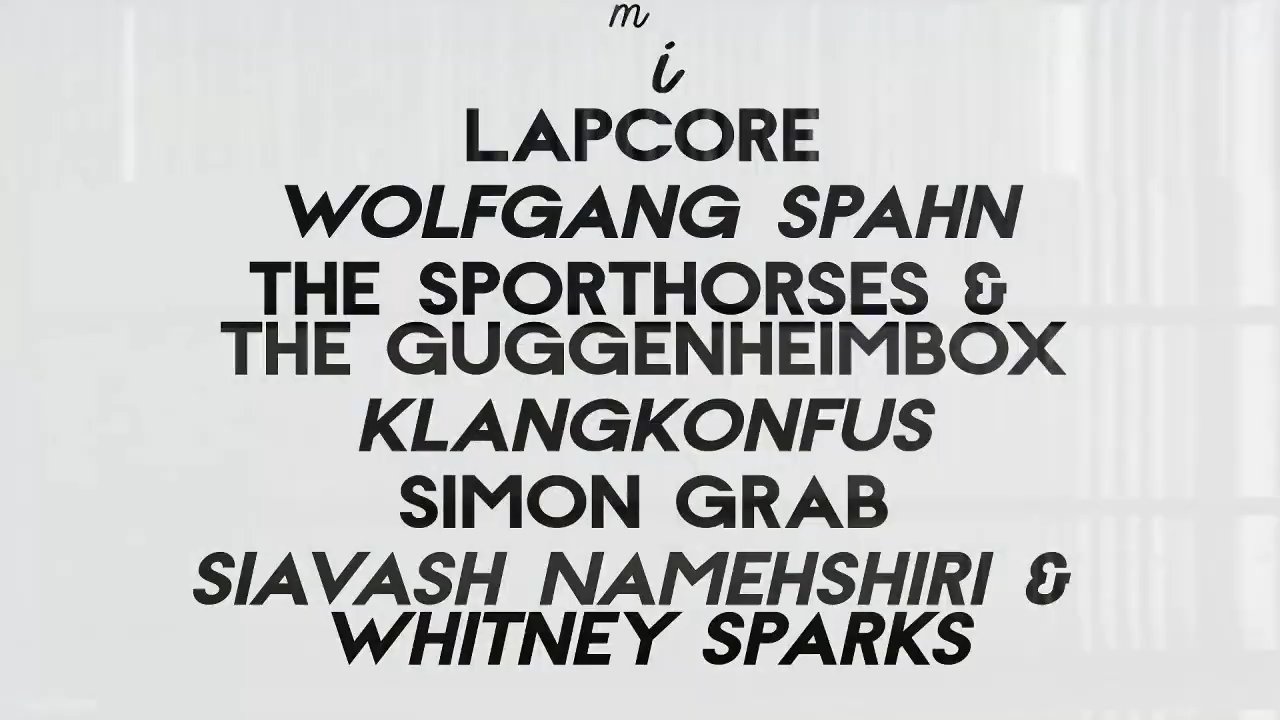 m
i
LAPCORE
WOLFGANG SPAHN
THE SPORTHORSES &
THE GUGGENHEIMBOX
KLANGKONFUS
SIMON GRAB
SIAVASH NAMEHSHIRI &
WHITNEY SPARKS